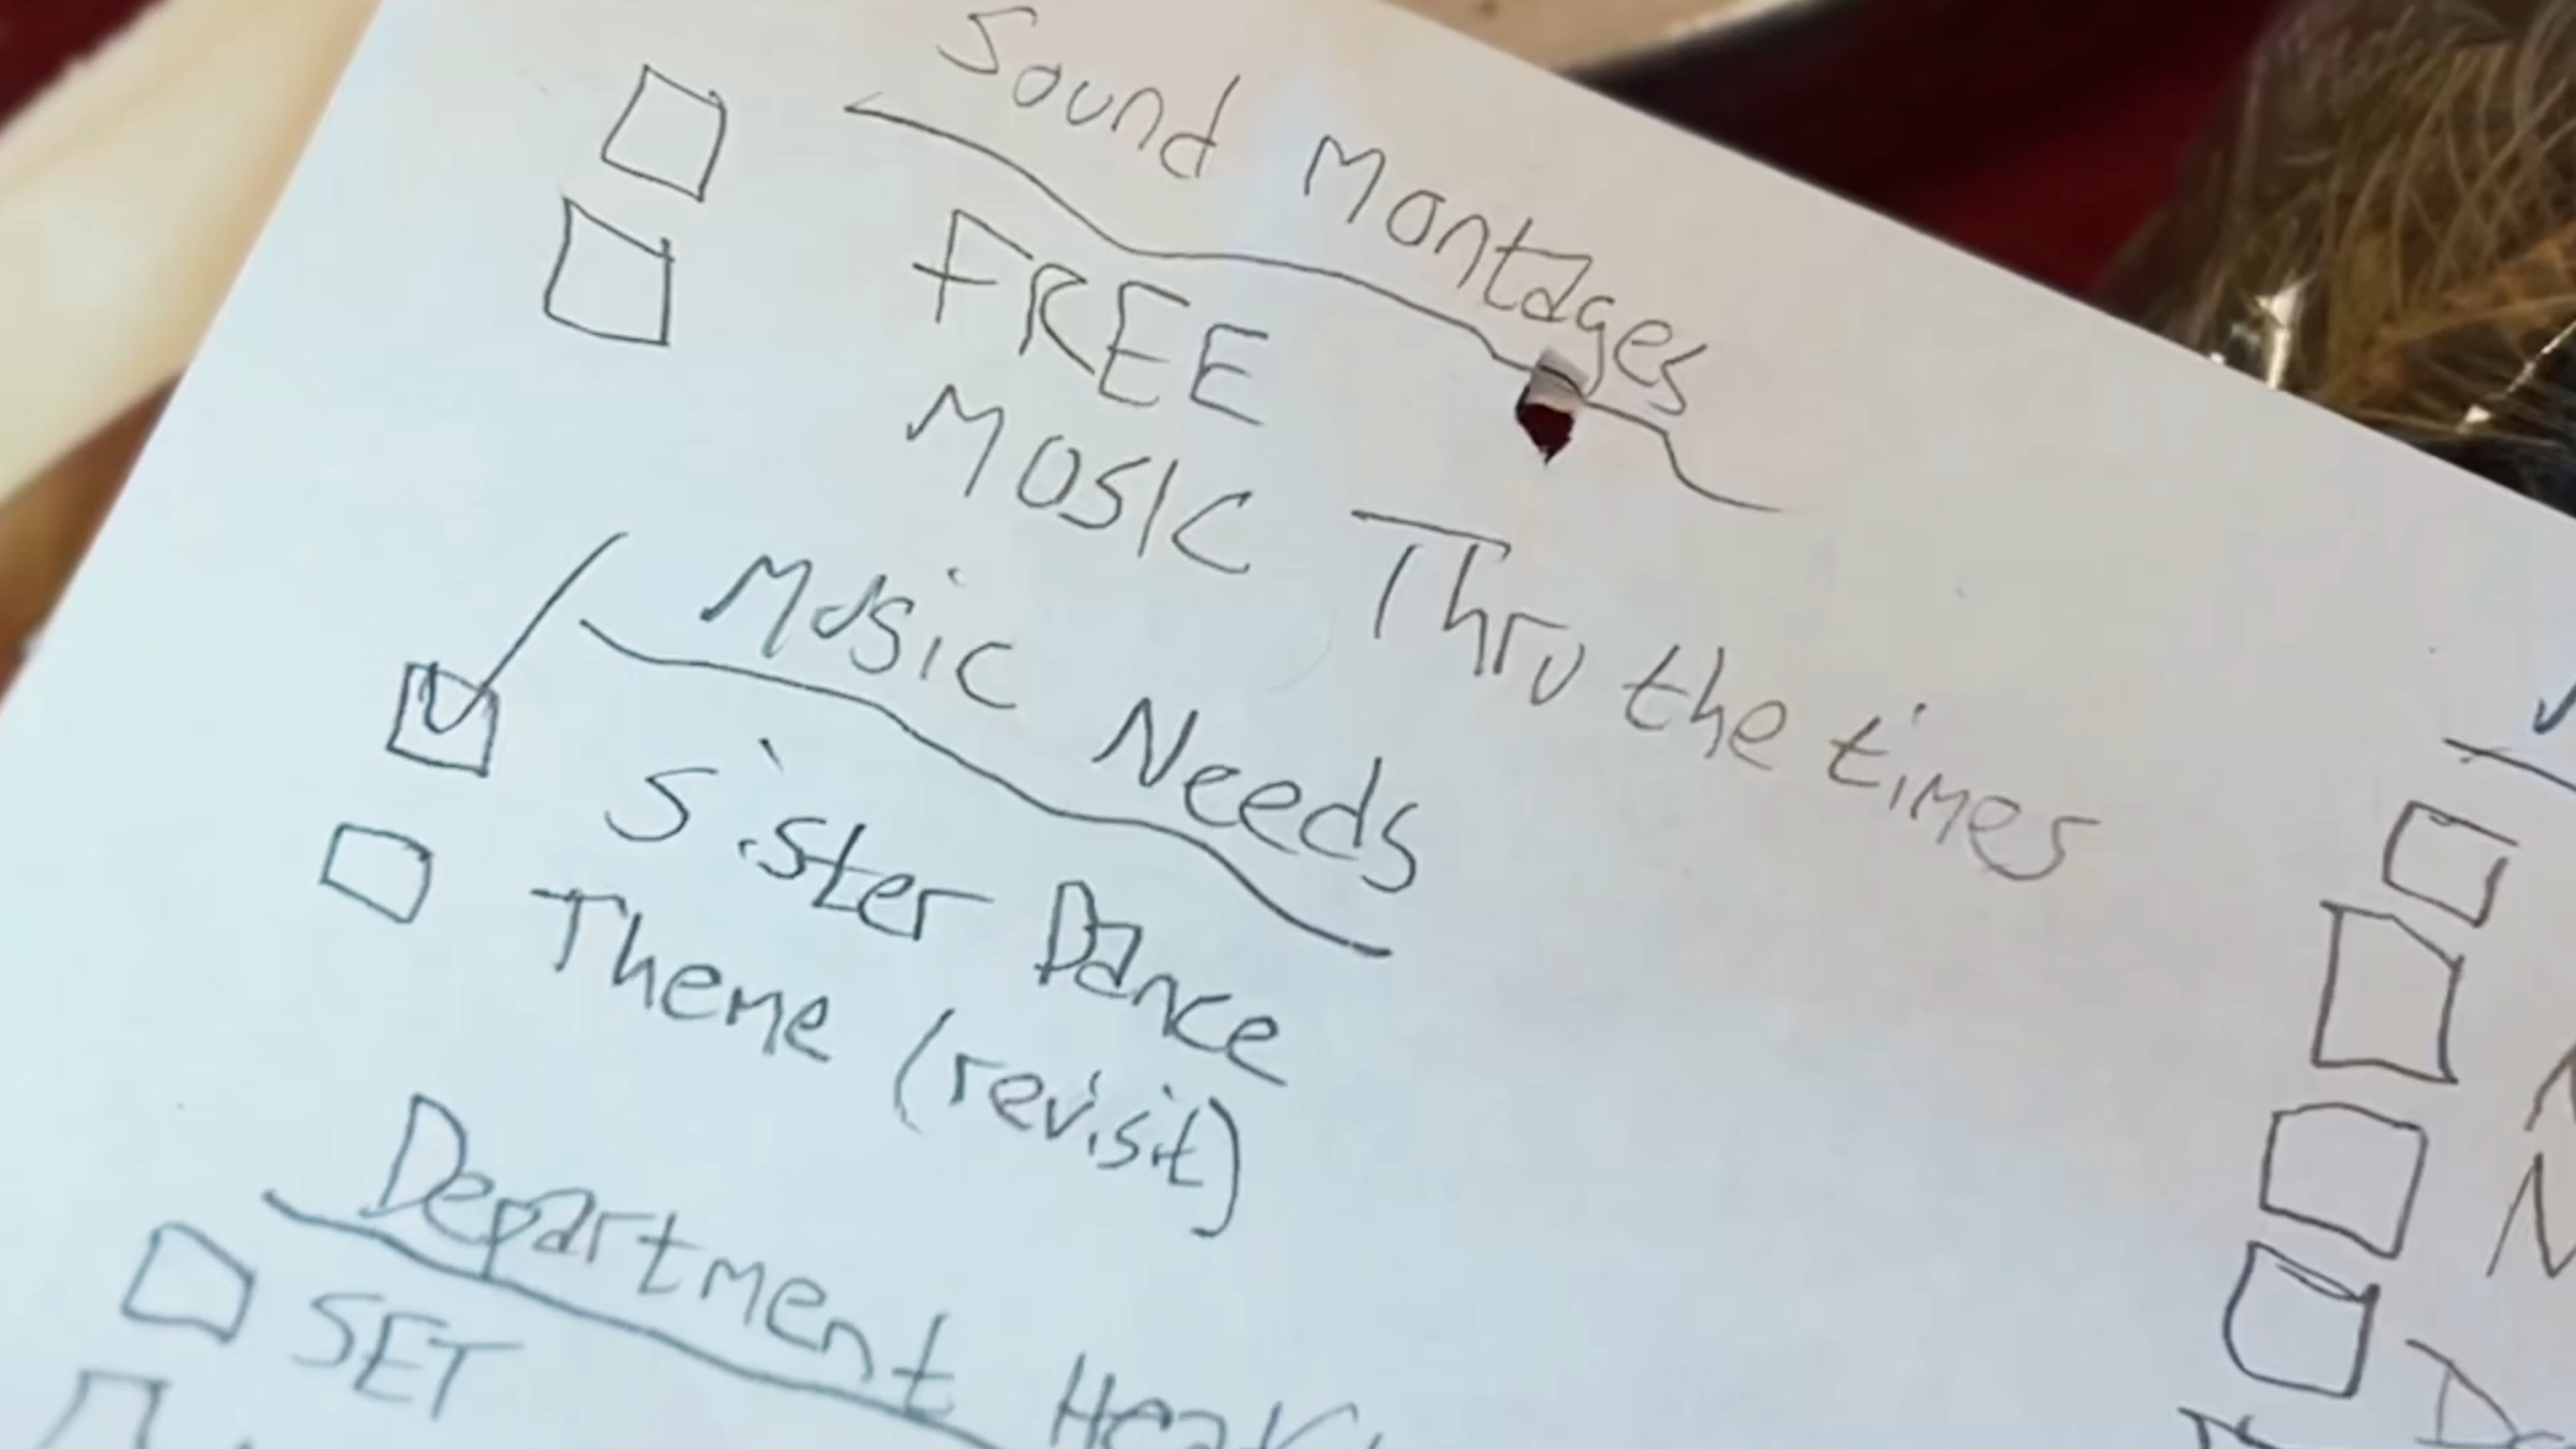 Sound Montages
FREE
MUSIC Thru the times
Music Needs
Sister Dance
Theme (revisit)
Department
SET